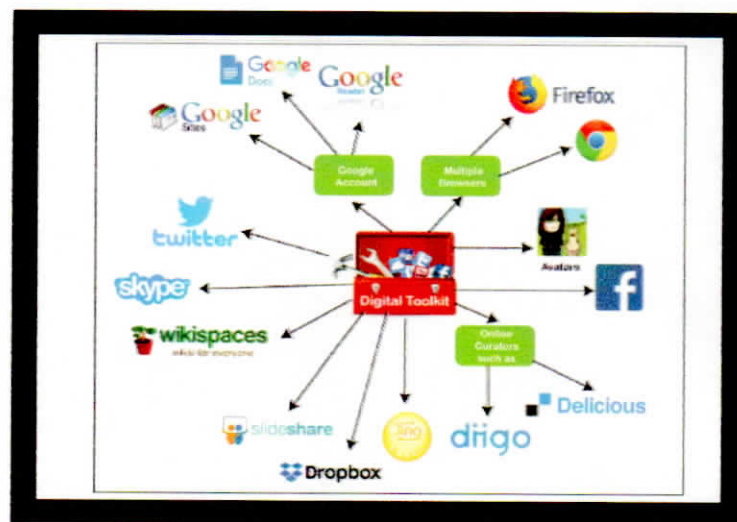 Google
Docs
Google
Reader
Google
Sites
Firefox
Google
Account
Multiple
Browsers
twitter
Avatars
skype
Digital Toolkit
wikispaces
Online
Curators
such as
slideshare
Delicious
diigo
Dropbox